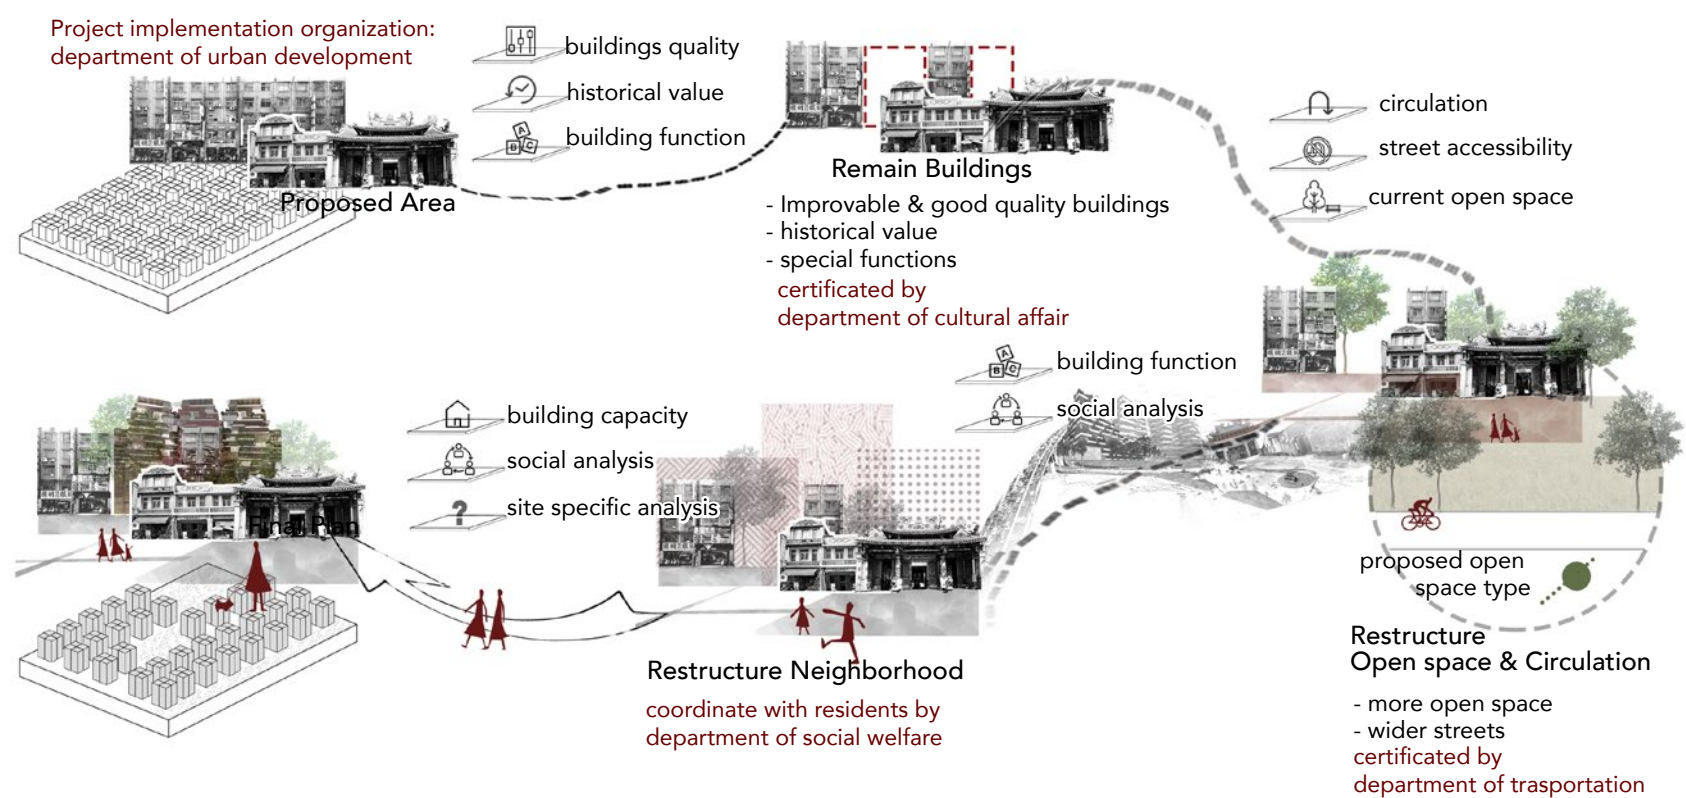 Project implementation organization:
department of urban development
buildings quality
historical value
building function
Proposed Area
Remain Buildings
- Improvable & good quality buildings
- historical value
- special functions
certificated by
department of cultural affair
circulation
street accessibility
current open space
building function
social analysis
proposed open
space type
Restructure
Open space & Circulation
- more open space
- wider streets
certificated by
department of trasportation
Restructure Neighborhood
coordinate with residents by
department of social welfare
building capacity
social analysis
site specific analysis
Final Plan
A
B C
A
B C
?